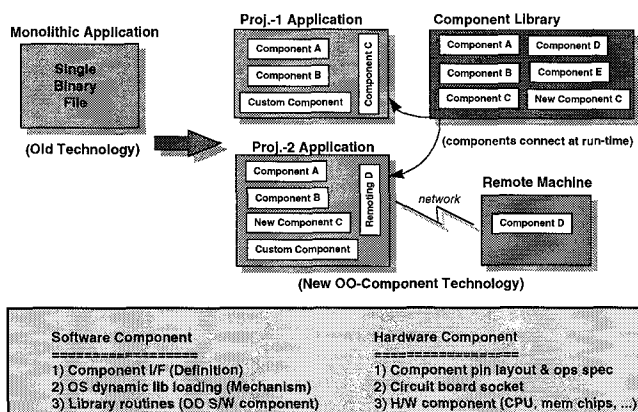 Monolithic Application
Single
Binary
File
(Old Technology)
Proj.-1 Application
Component A
Component B
Custom Component
Component C
Component Library
Component A
Component D
Component B
Component E
Component C
New Component C
(components connect at run-time)
Proj.-2 Application
Component A
Component B
New Component C
Custom Component
Remoting D
network
Remote Machine
Component D
(New OO-Component Technology)
Software Component
==================
1) Component I/F (Definition)
2) OS dynamic lib loading (Mechanism)
3) Library routines (OO S/W component)
Hardware Component
==================
1) Component pin layout & ops spec
2) Circuit board socket
3) H/W component (CPU, mem chips, ...)